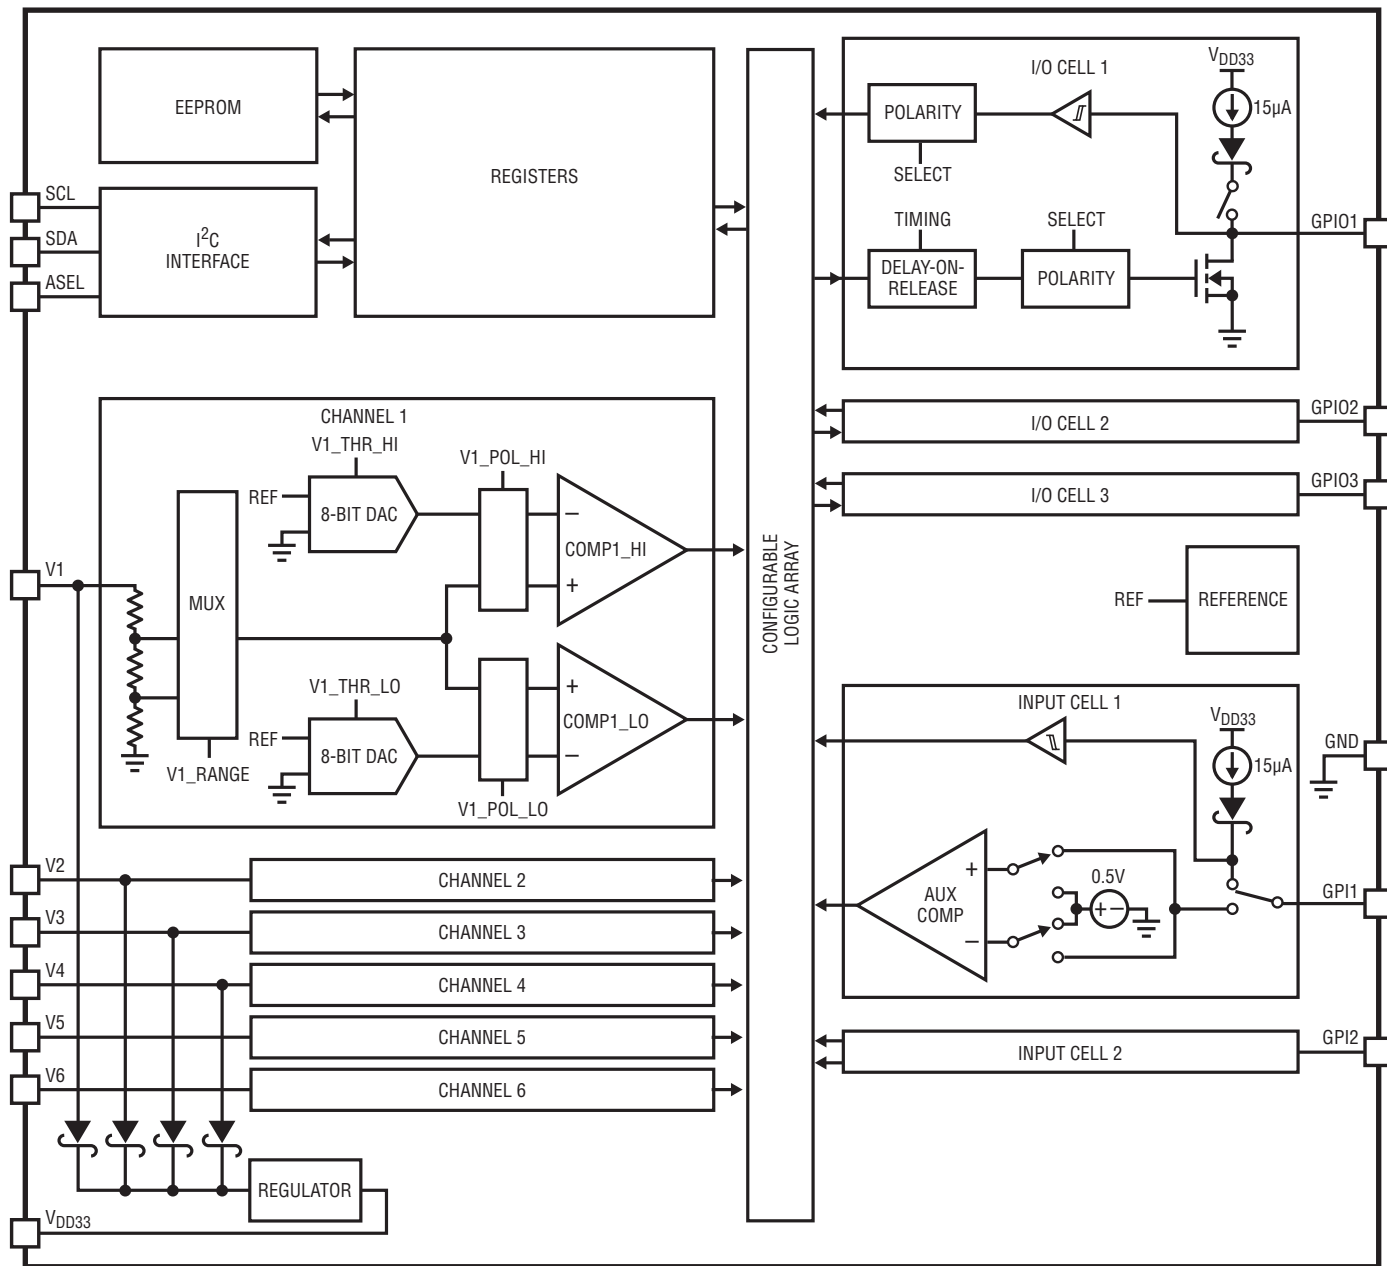 EEPROM
REGISTERS
SCL
SDA
ASEL
I²C
INTERFACE
I/O CELL 1
V_DD33
15µA
POLARITY
SELECT
TIMING
SELECT
DELAY-ON-
RELEASE
POLARITY
GPIO1
I/O CELL 2
GPIO2
I/O CELL 3
GPIO3
CONFIGURABLE
LOGIC ARRAY
CHANNEL 1
V1_THR_HI
V1_POL_HI
REF
8-BIT DAC
−
COMP1_HI
+
V1
MUX
V1_THR_LO
+
COMP1_LO
−
REF
8-BIT DAC
V1_RANGE
V1_POL_LO
REF
REFERENCE
INPUT CELL 1
V_DD33
15µA
GND
+
AUX
COMP
−
0.5V
+ −
GPI1
V2
CHANNEL 2
V3
CHANNEL 3
V4
CHANNEL 4
V5
CHANNEL 5
V6
CHANNEL 6
INPUT CELL 2
GPI2
REGULATOR
V_DD33